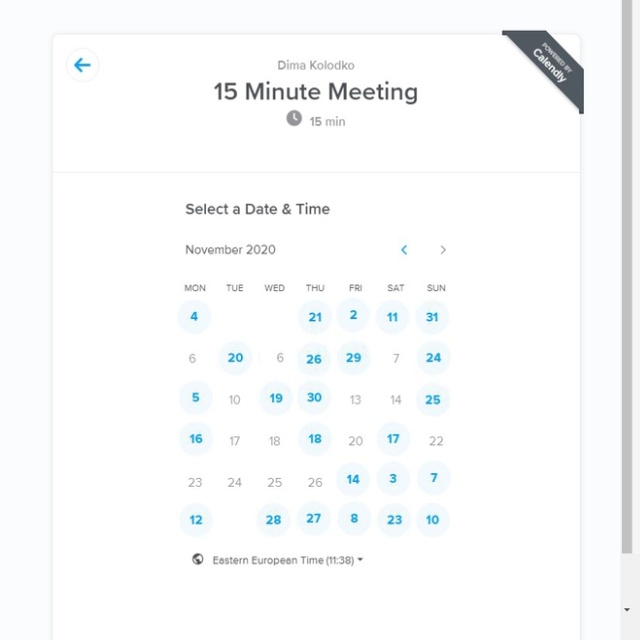 POWERED BY
Calendly
Dima Kolodko
15 Minute Meeting
15 min
Select a Date & Time
November 2020
MON TUE WED THU FRI SAT SUN
4 21 2 11 31
6 20 6 26 29 7 24
5 10 19 30 13 14 25
16 17 18 18 20 17 22
23 24 25 26 14 3 7
12 28 27 8 23 10
Eastern European Time (11:38)